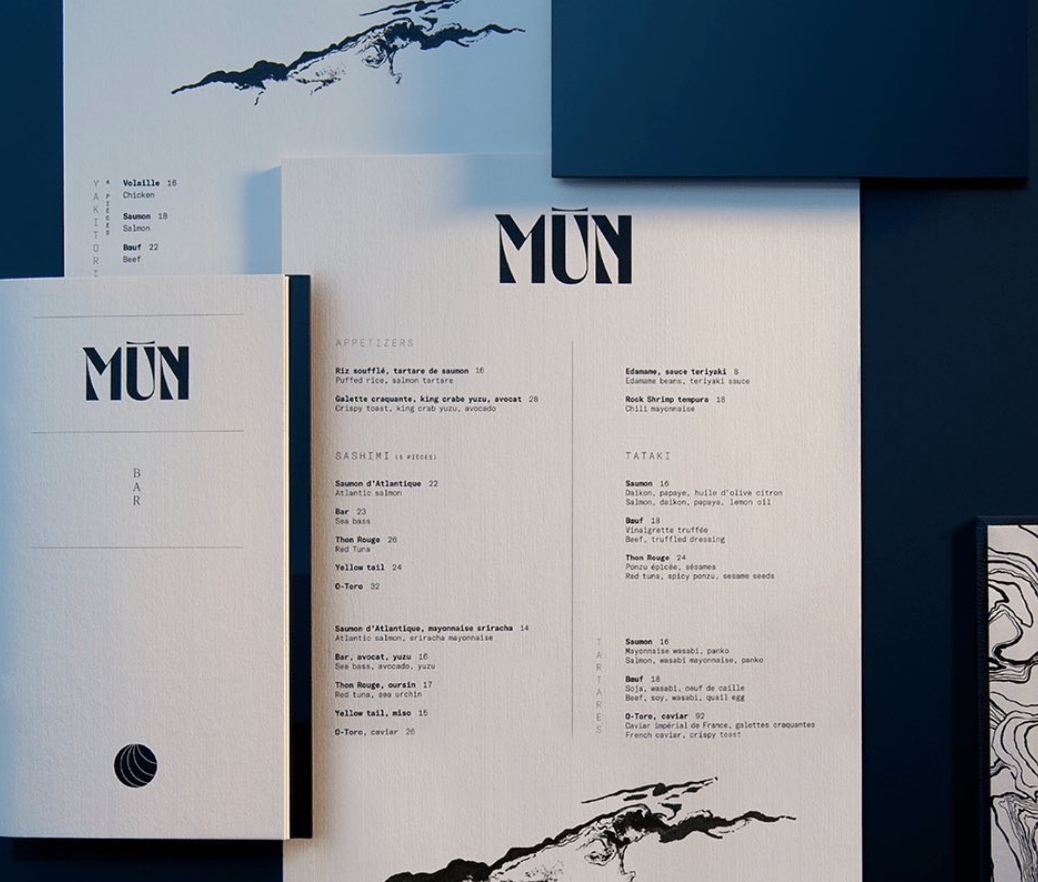 YAKITORI
4 PIÈCES
Volaille 16
Chicken
Saumon 18
Salmon
Bœuf 22
Beef
MŪN
BAR
MŪN
APPETIZERS
Riz soufflé, tartare de saumon 16
Puffed rice, salmon tartare
Galette craquante, king crabe yuzu, avocat 28
Crispy toast, king crab yuzu, avocado
Edamame, sauce teriyaki 8
Edamame beans, teriyaki sauce
Rock Shrimp tempura 18
Chili mayonnaise
SASHIMI (5 PIÈCES)
Saumon d'Atlantique 22
Atlantic salmon
Bar 23
Sea bass
Thon Rouge 26
Red Tuna
Yellow tail 24
O-Toro 32
TATAKI
Saumon 16
Daïkon, papaye, huile d'olive citron
Salmon, daikon, papaya, lemon oil
Bœuf 18
Vinaigrette truffée
Beef, truffled dressing
Thon Rouge 24
Ponzu épicée, sésames
Red tuna, spicy ponzu, sesame seeds
Saumon d'Atlantique, mayonnaise sriracha 14
Atlantic salmon, sriracha mayonnaise
Bar, avocat, yuzu 16
Sea bass, avocado, yuzu
Thon Rouge, oursin 17
Red tuna, sea urchin
Yellow tail, miso 15
O-Toro, caviar 26
TARTARES
Saumon 16
Mayonnaise wasabi, panko
Salmon, wasabi mayonnaise, panko
Bœuf 18
Soja, wasabi, oeuf de caille
Beef, soy, wasabi, quail egg
O-Toro, caviar 92
Caviar impérial de France, galettes craquantes
French caviar, crispy toast